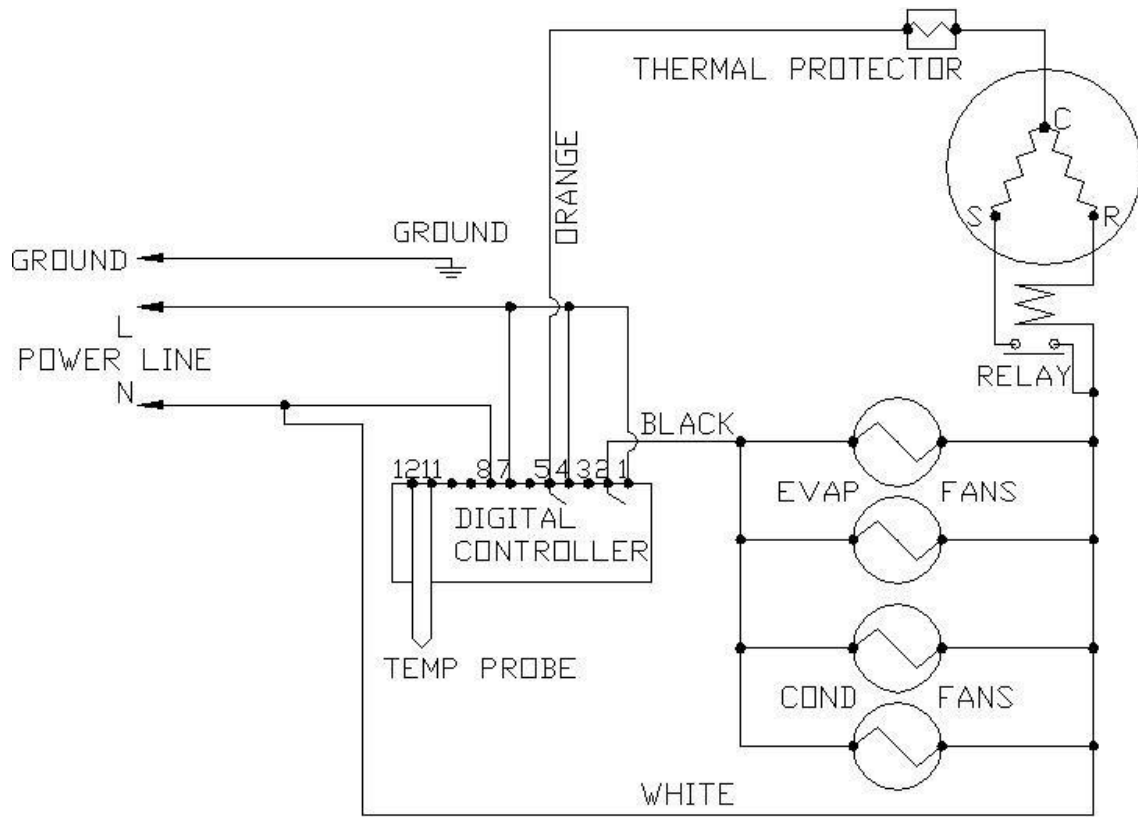 THERMAL PROTECTOR
C
ORANGE
S
R
GROUND
GROUND
L
POWER LINE
N
RELAY
BLACK
12 11 8 7 5 4 3 2 1
EVAP FANS
DIGITAL
CONTROLLER
TEMP PROBE
COND FANS
WHITE